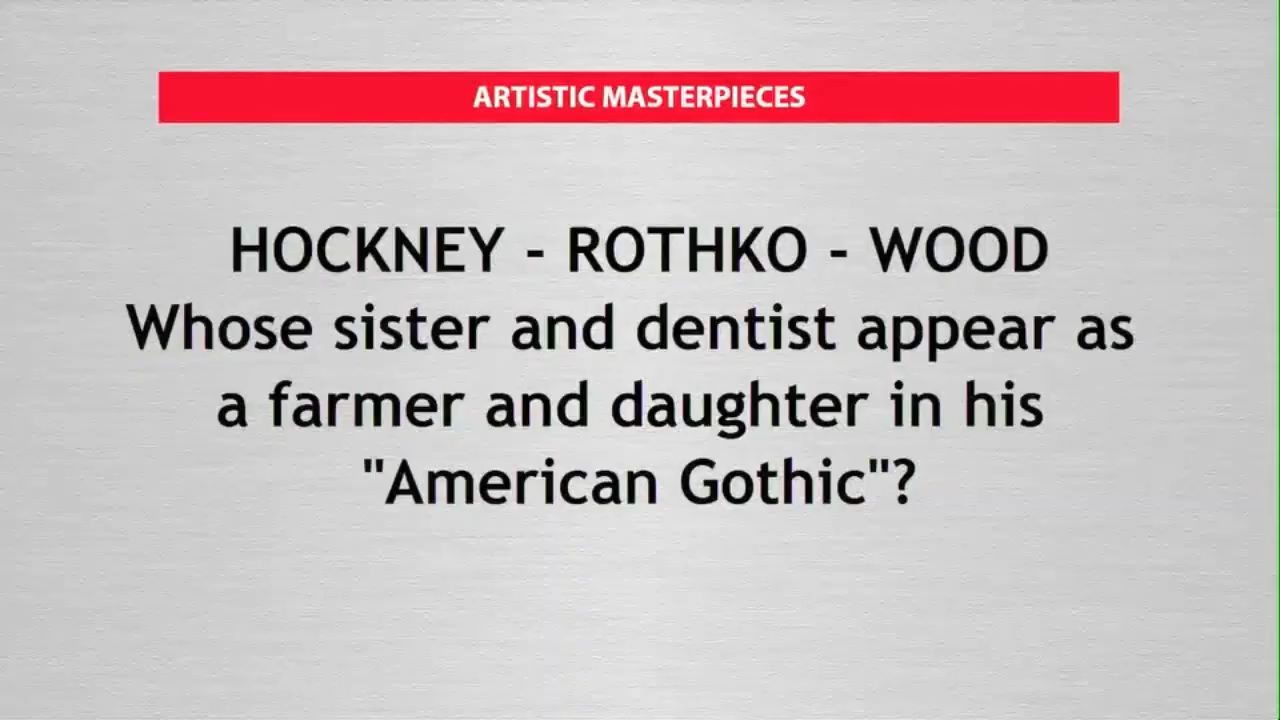 ARTISTIC MASTERPIECES
HOCKNEY - ROTHKO - WOOD
Whose sister and dentist appear as
a farmer and daughter in his
"American Gothic"?